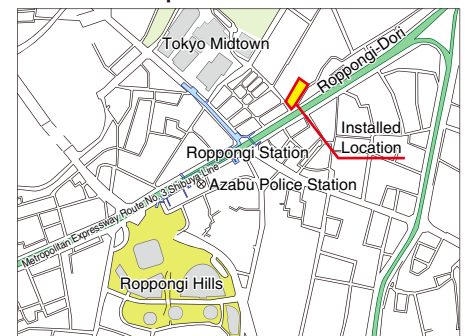 Tokyo Midtown
Roppongi-Dori
Installed
Location
Roppongi Station
Azabu Police Station
Metropolitan Expressway Route No. 3 Shibuya Line
Roppongi Hills